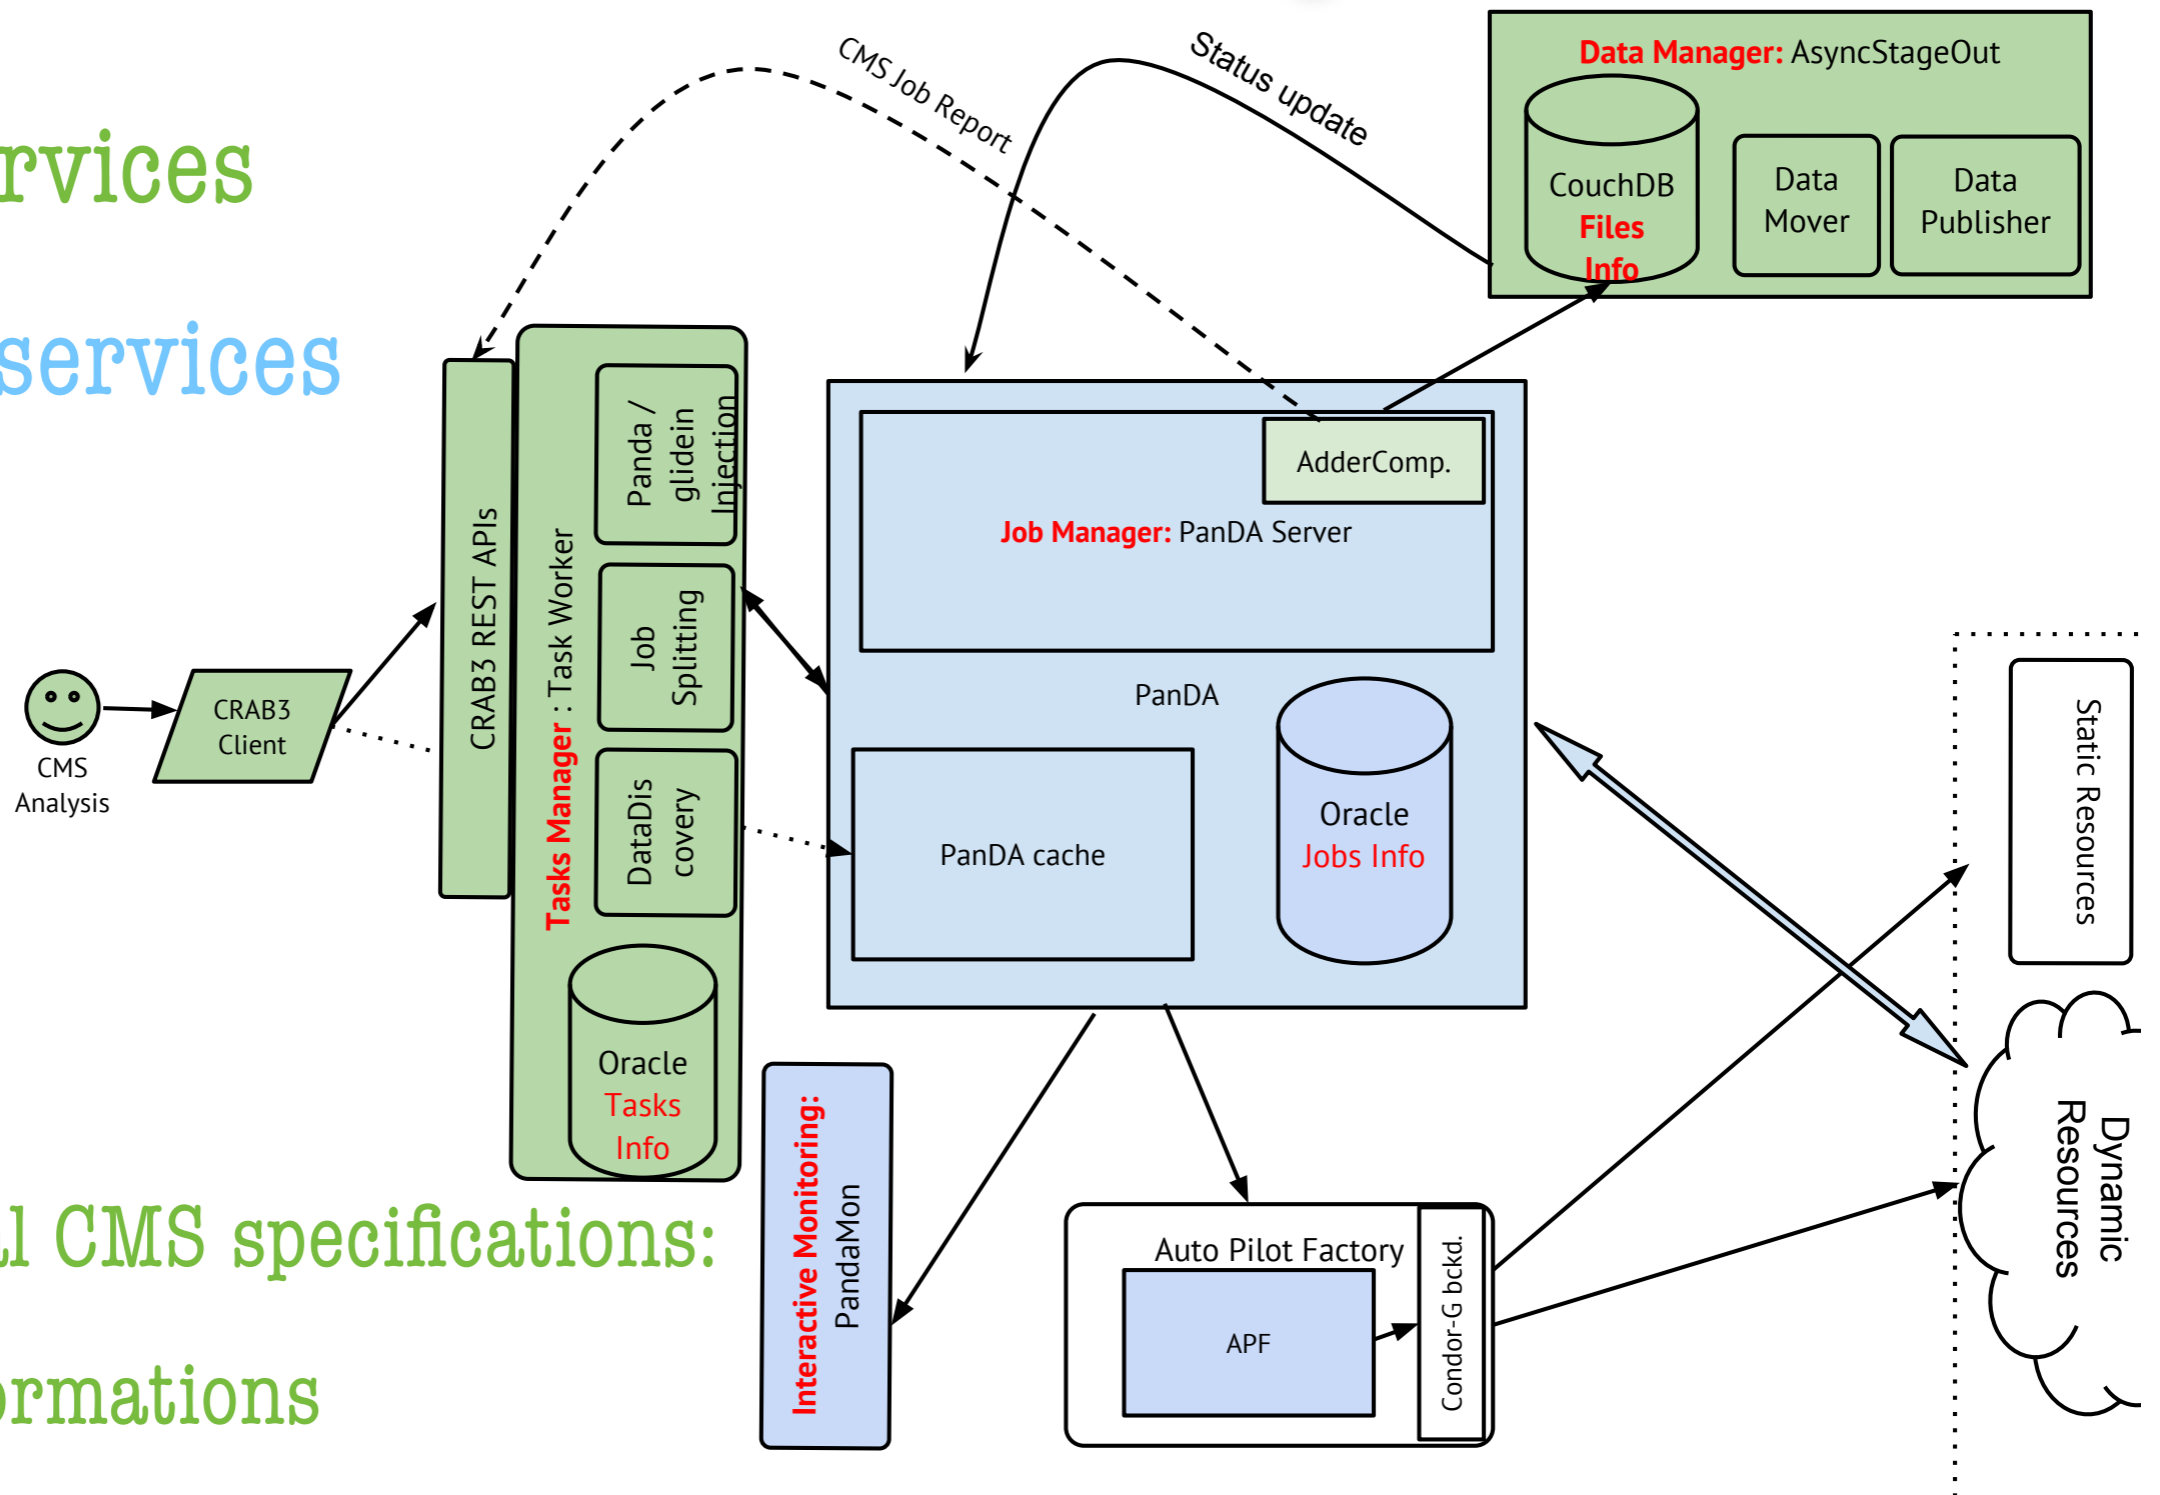 rvices
services
CMS Job Report
Status update
Data Manager: AsyncStageOut
CouchDB
Files
Info
Data
Mover
Data
Publisher
CRAB3 REST APIs
Tasks Manager : Task Worker
Panda /
glidein
Injection
Job
Splitting
DataDis
covery
Oracle
Tasks
Info
AdderComp.
Job Manager: PanDA Server
PanDA
PanDA cache
Oracle
Jobs Info
CMS
Analysis
CRAB3
Client
Static Resources
Dynamic
Resources
Interactive Monitoring:
PandaMon
Auto Pilot Factory
APF
Condor-G bckd.
l CMS specifications:
ormations